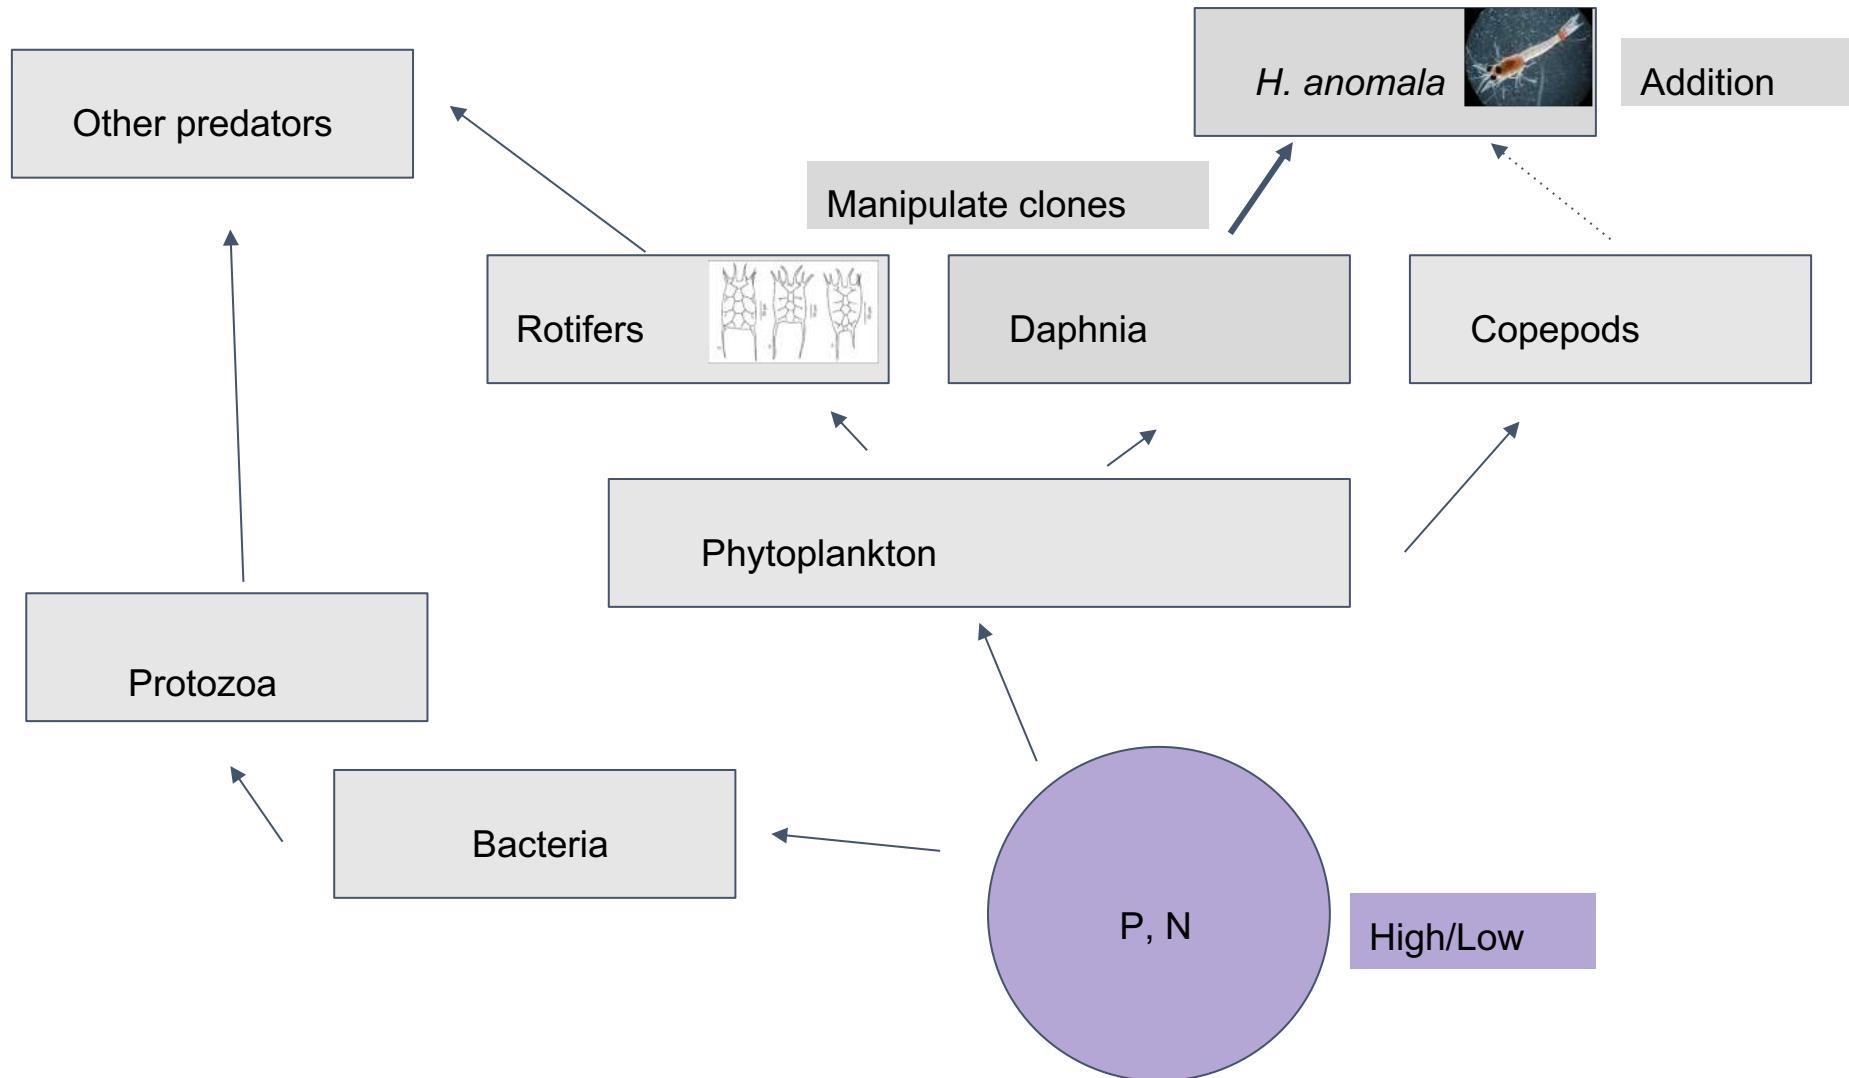 H. anomala
Addition
Other predators
Manipulate clones
Rotifers
Daphnia
Copepods
Phytoplankton
Protozoa
Bacteria
P, N
High/Low